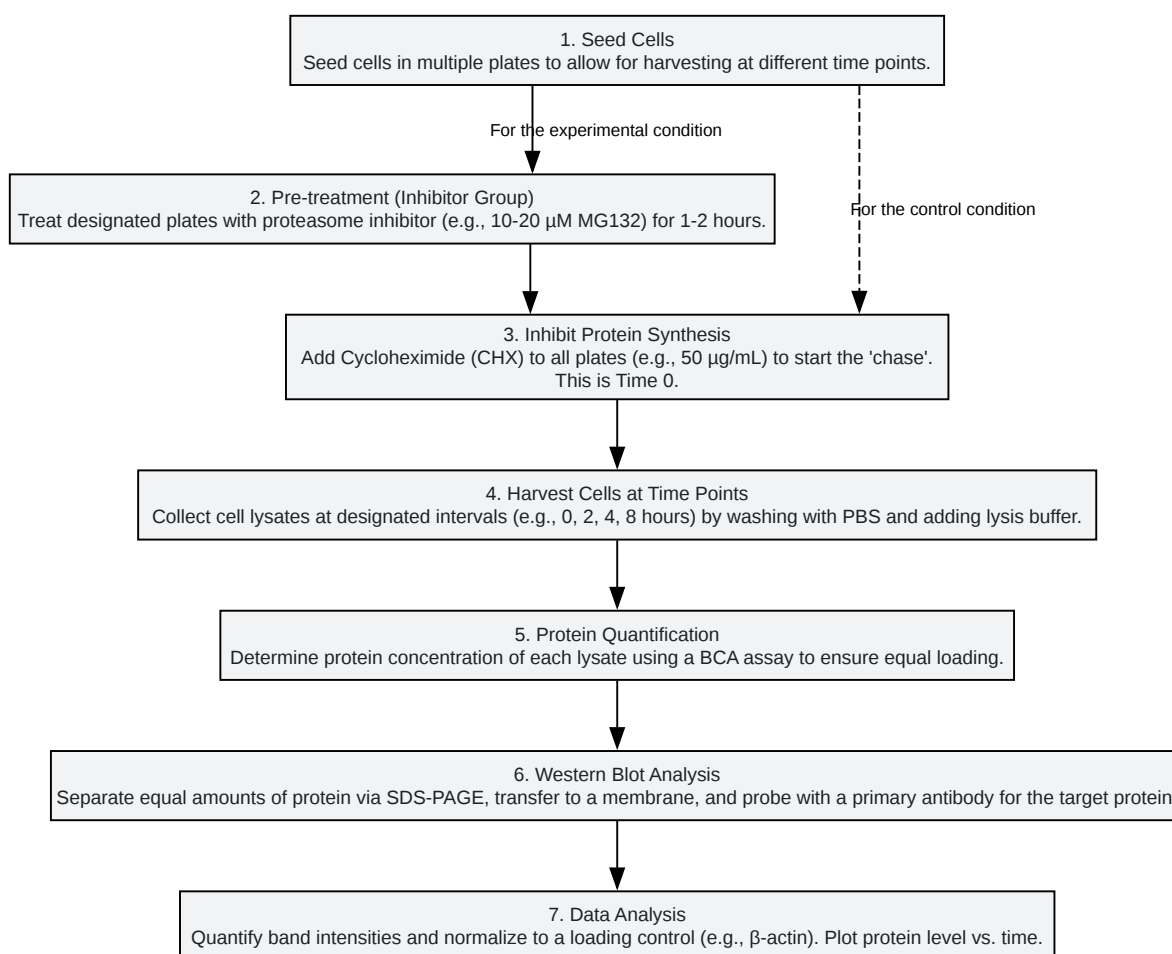 1. Seed Cells
Seed cells in multiple plates to allow for harvesting at different time points.
For the experimental condition
2. Pre-treatment (Inhibitor Group)
Treat designated plates with proteasome inhibitor (e.g., 10-20 µM MG132) for 1-2 hours.
For the control condition
3. Inhibit Protein Synthesis
Add Cycloheximide (CHX) to all plates (e.g., 50 µg/mL) to start the 'chase'.
This is Time 0.
4. Harvest Cells at Time Points
Collect cell lysates at designated intervals (e.g., 0, 2, 4, 8 hours) by washing with PBS and adding lysis buffer.
5. Protein Quantification
Determine protein concentration of each lysate using a BCA assay to ensure equal loading.
6. Western Blot Analysis
Separate equal amounts of protein via SDS-PAGE, transfer to a membrane, and probe with a primary antibody for the target protein
7. Data Analysis
Quantify band intensities and normalize to a loading control (e.g., β-actin). Plot protein level vs. time.